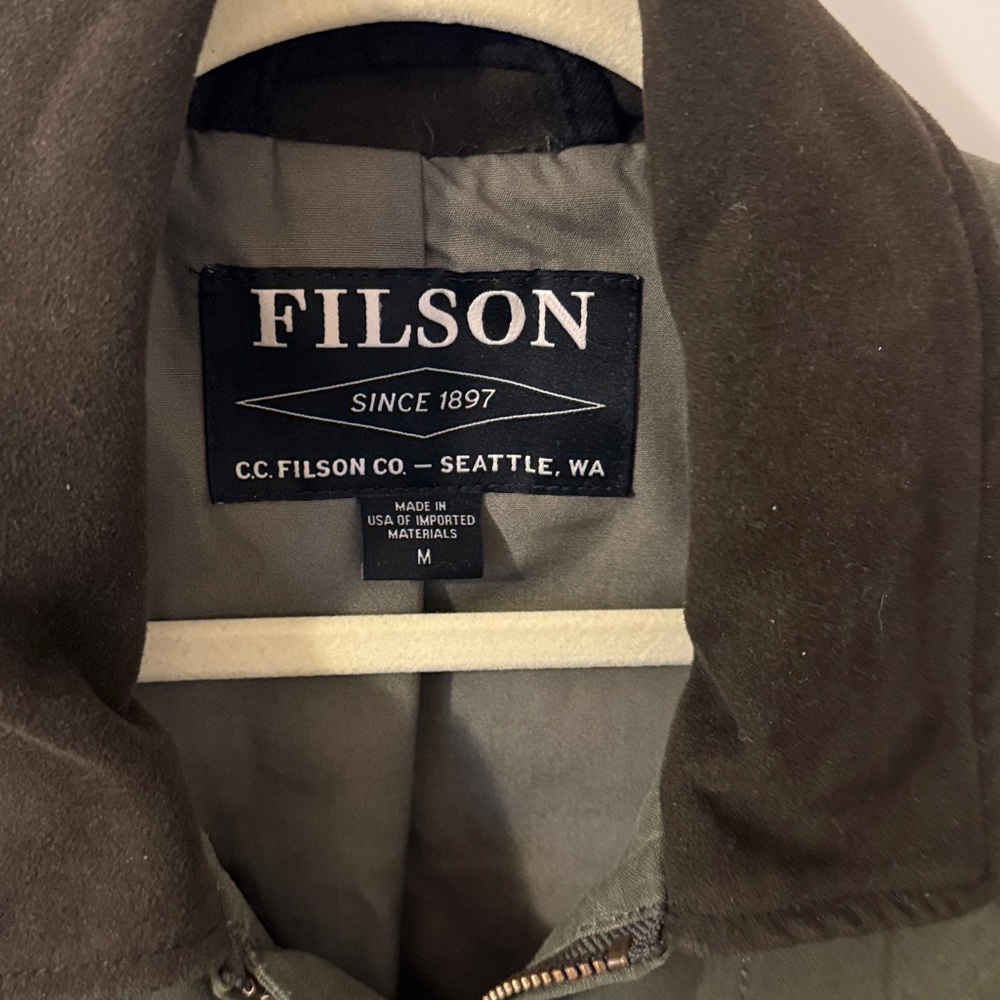 FILSON
SINCE 1897
C.C. FILSON CO. — SEATTLE, WA
MADE IN
USA OF IMPORTED
MATERIALS
M